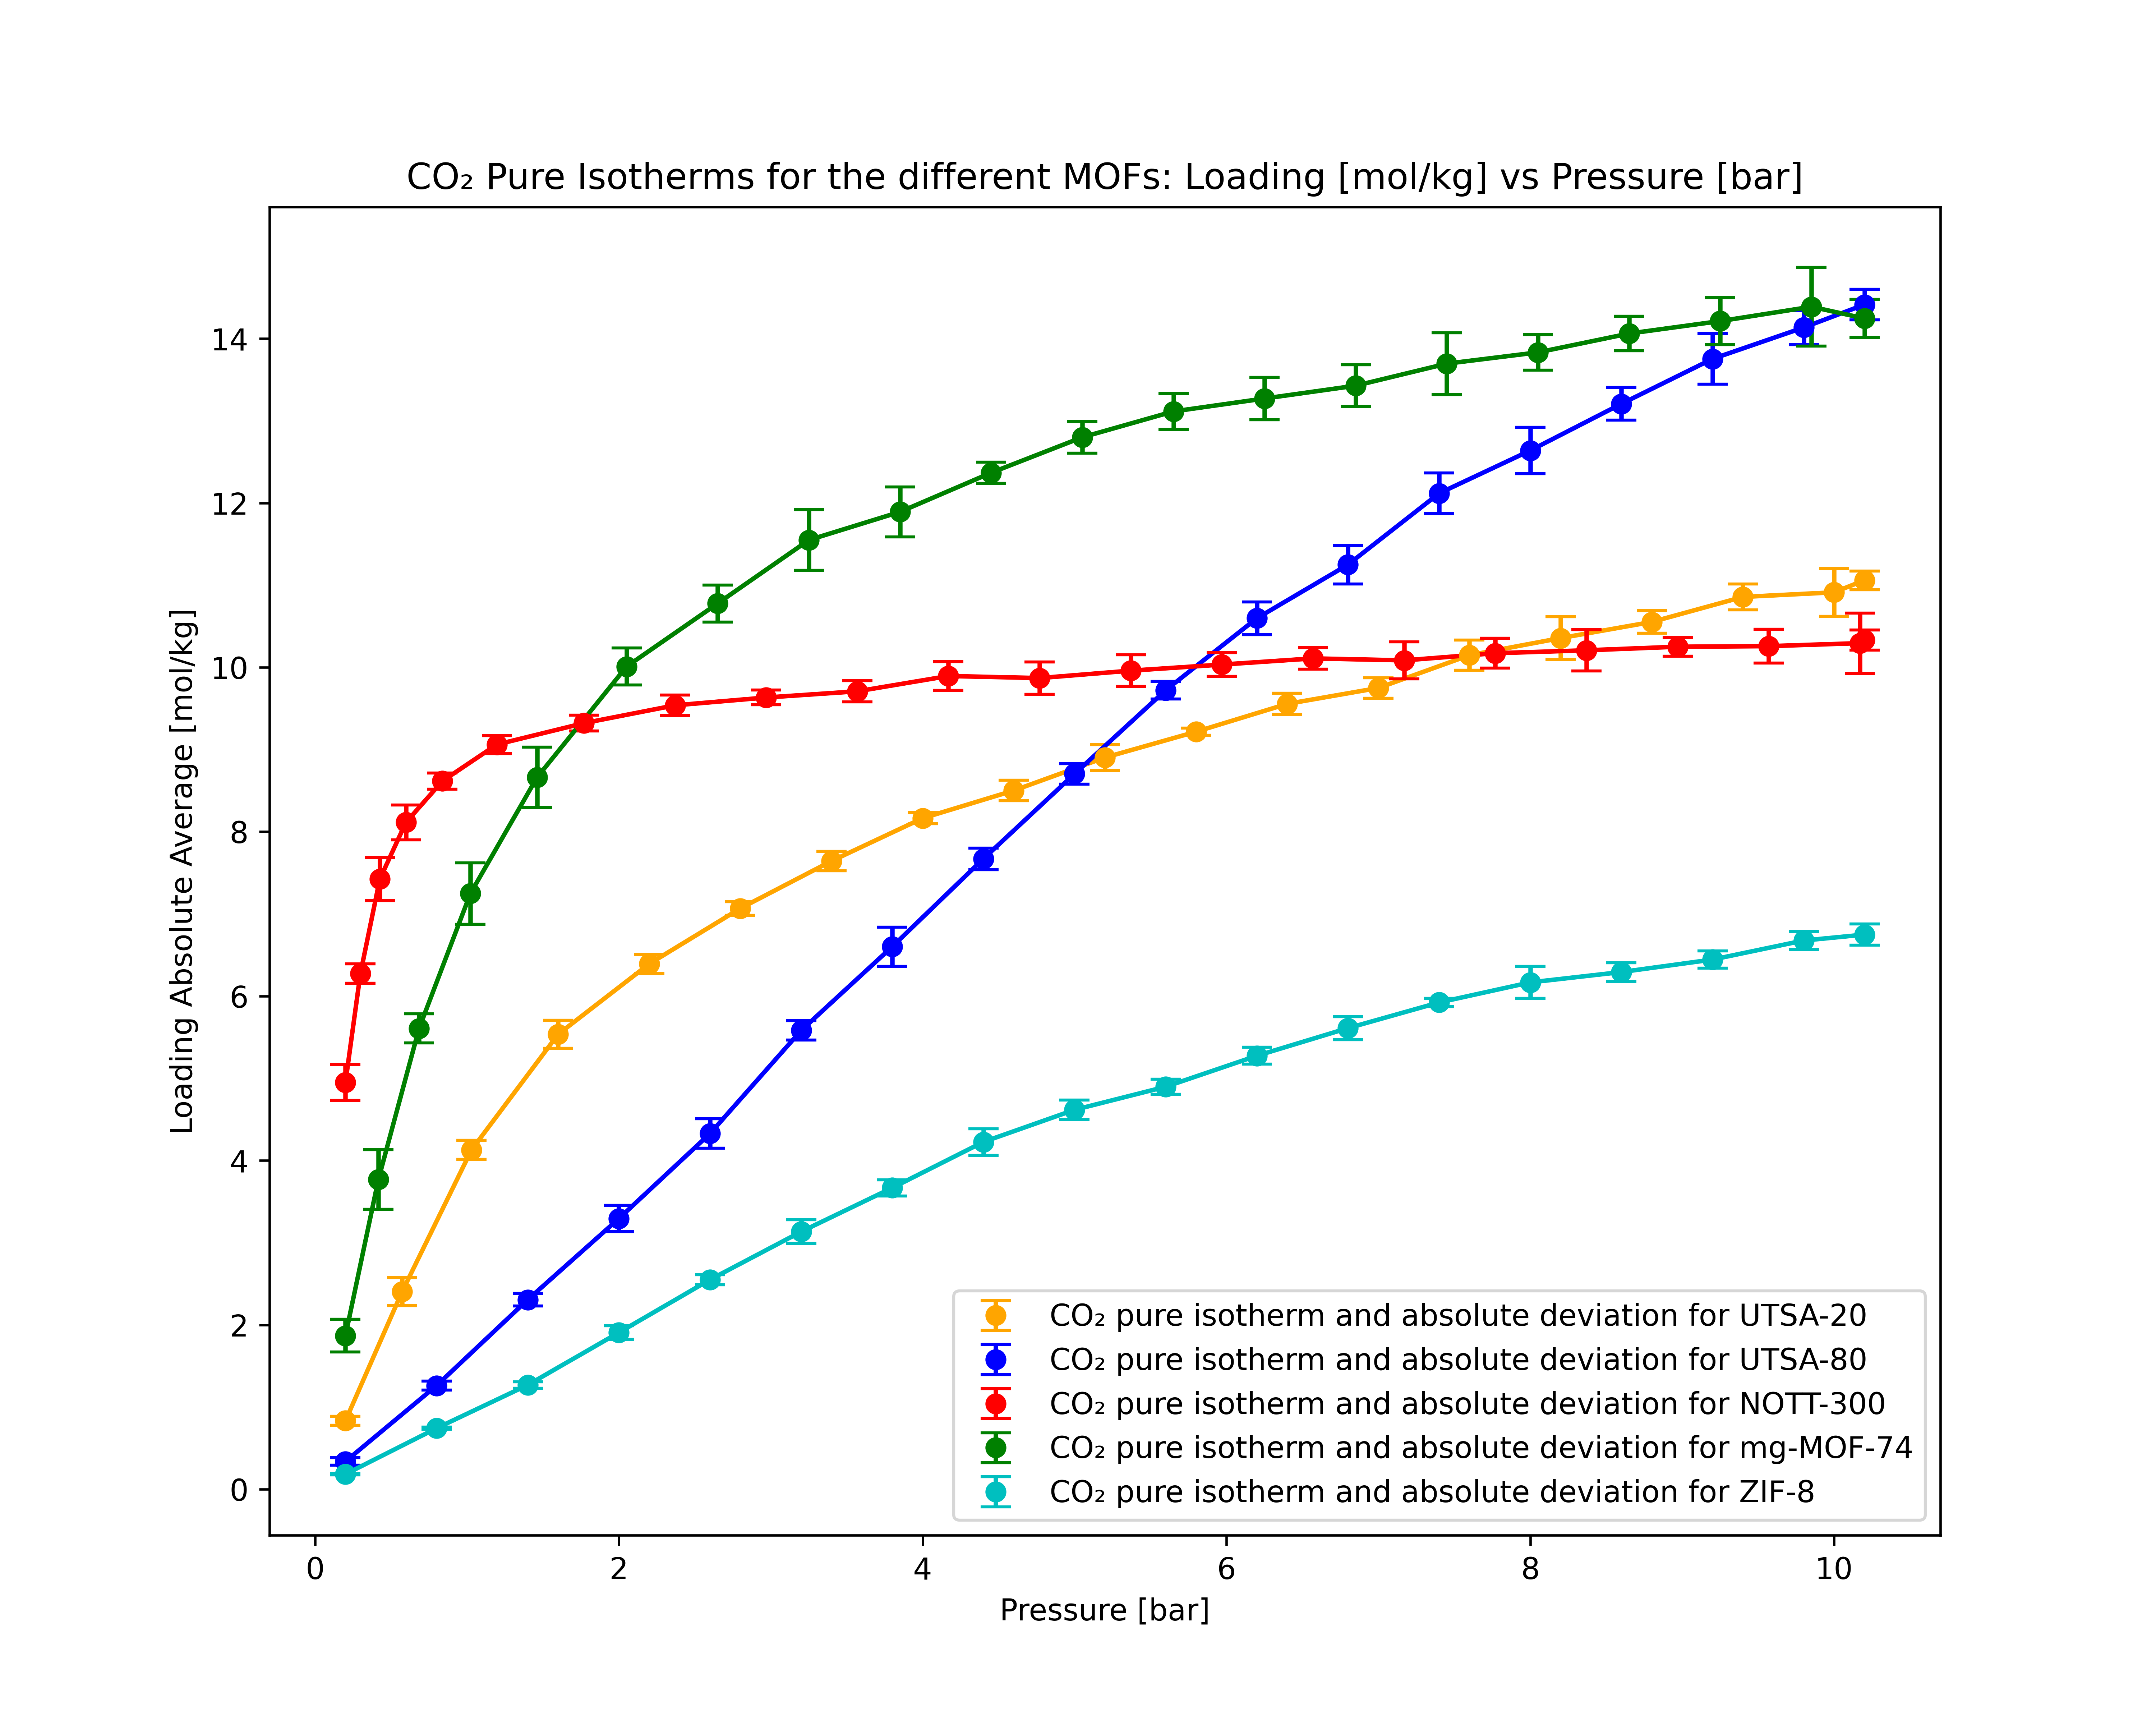 CO₂ Pure Isotherms for the different MOFs: Loading [mol/kg] vs Pressure [bar]
Loading Absolute Average [mol/kg]
14
12
10
8
6
4
2
0
CO₂ pure isotherm and absolute deviation for UTSA-20
CO₂ pure isotherm and absolute deviation for UTSA-80
CO₂ pure isotherm and absolute deviation for NOTT-300
CO₂ pure isotherm and absolute deviation for mg-MOF-74
CO₂ pure isotherm and absolute deviation for ZIF-8
0 2 4 6 8 10
Pressure [bar]